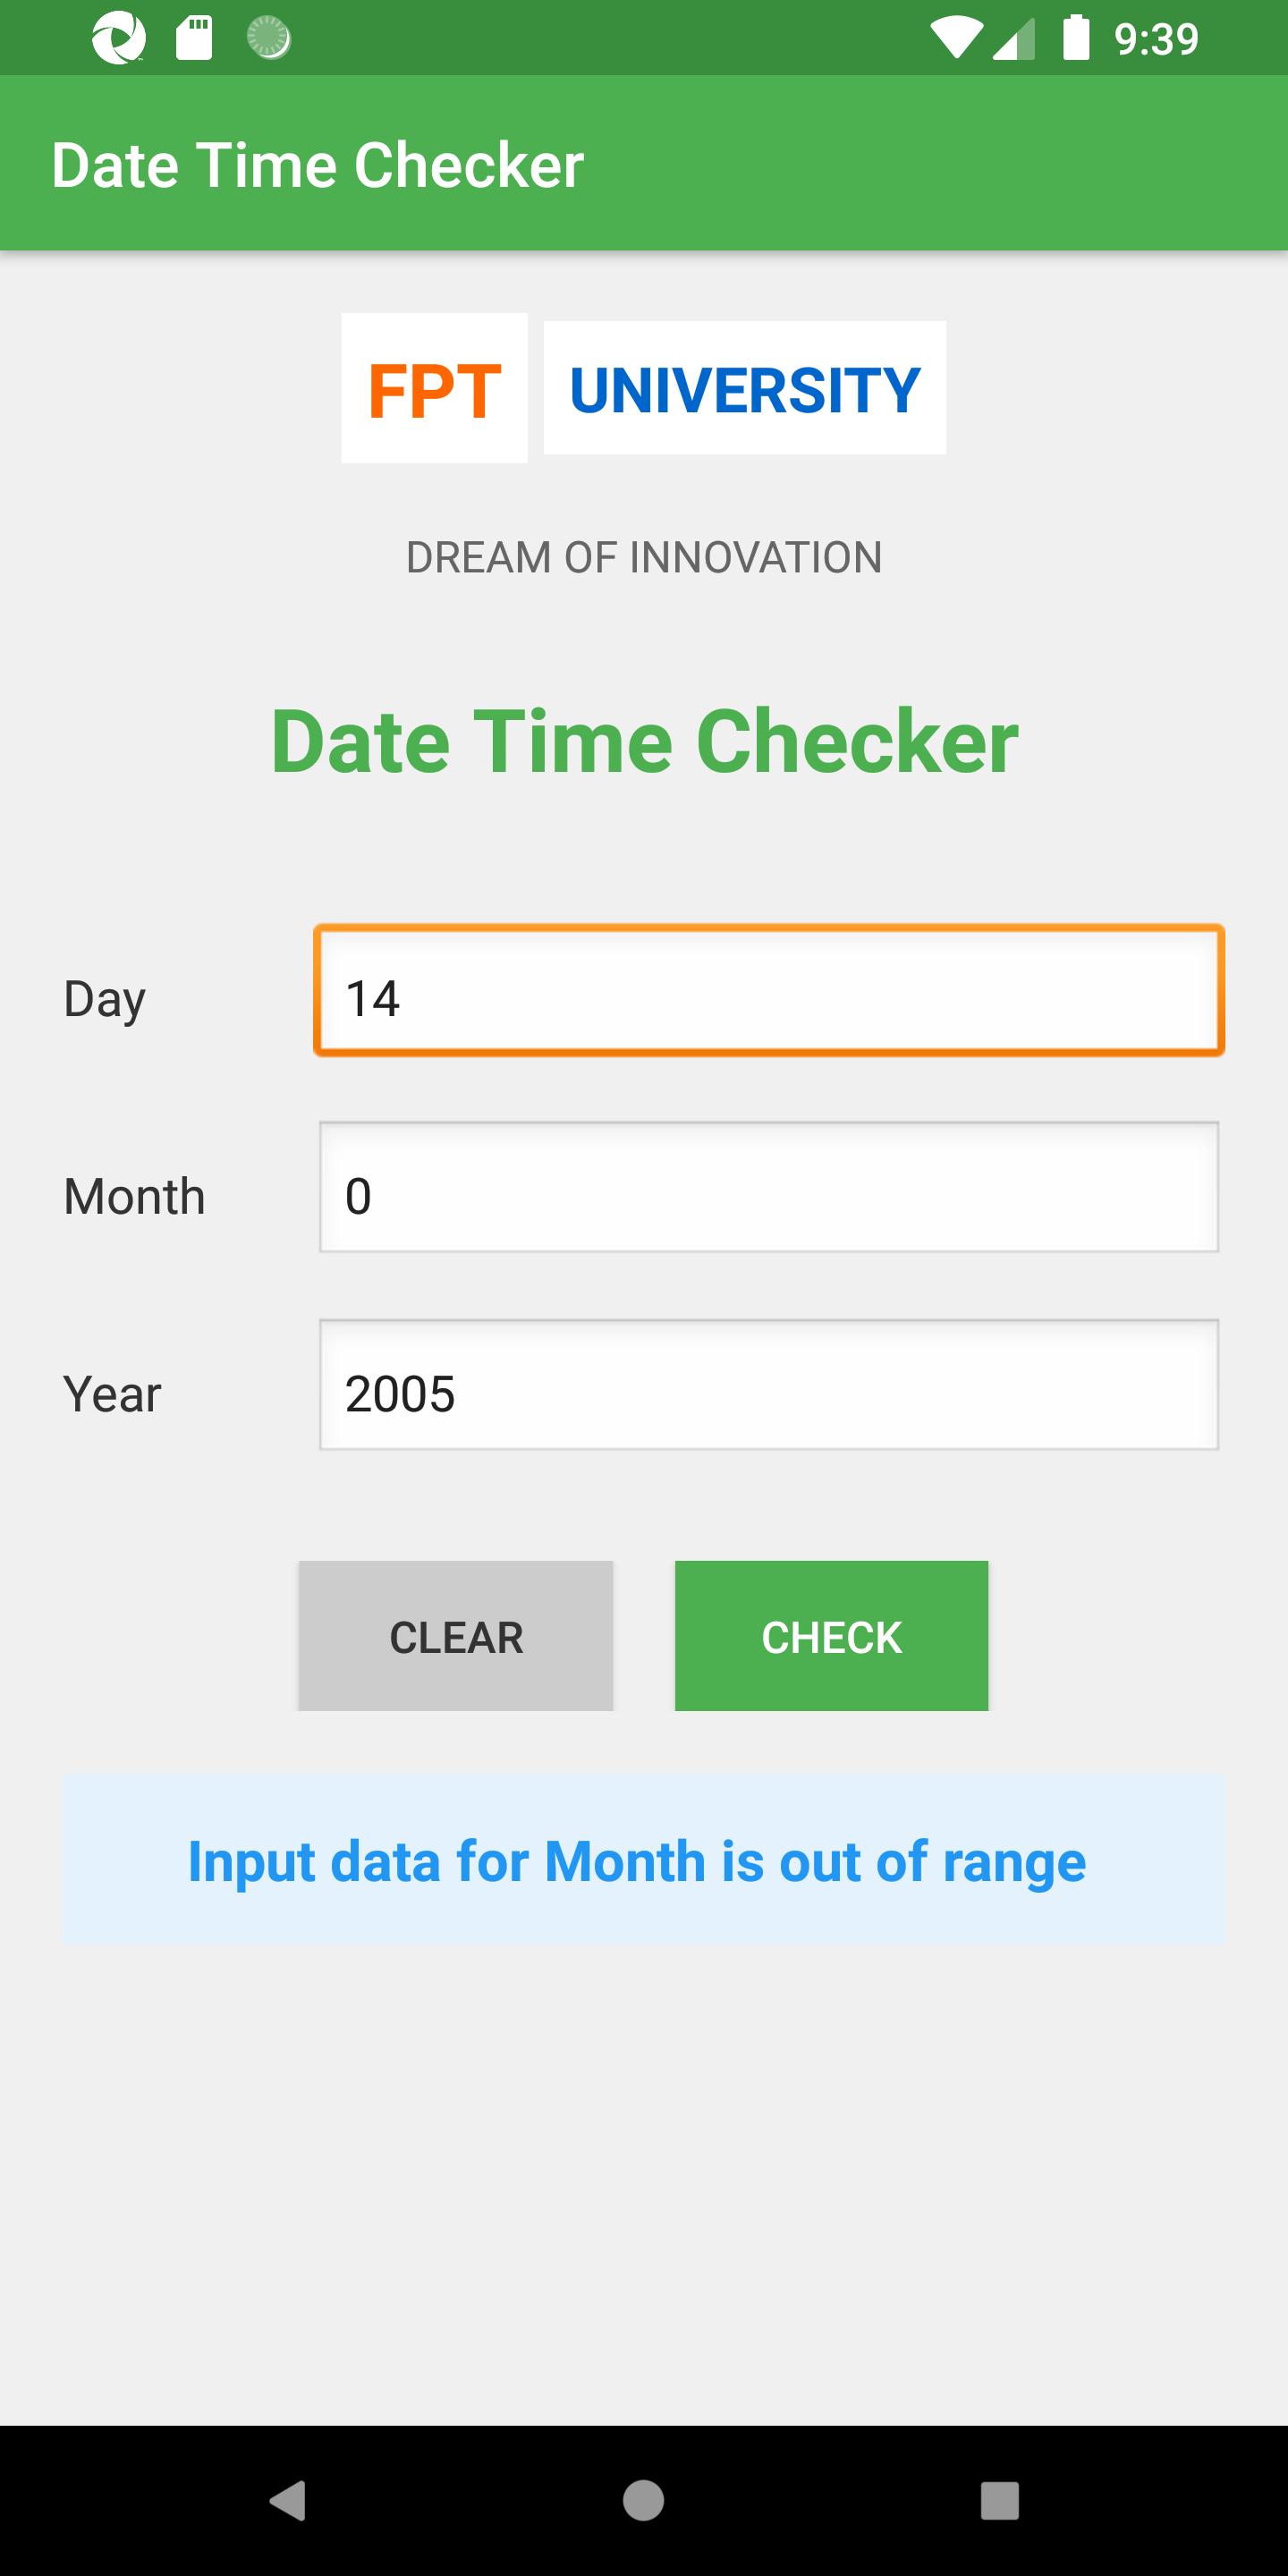 9:39
Date Time Checker
FPT UNIVERSITY
DREAM OF INNOVATION
Date Time Checker
Day 14
Month 0
Year 2005
CLEAR CHECK
Input data for Month is out of range